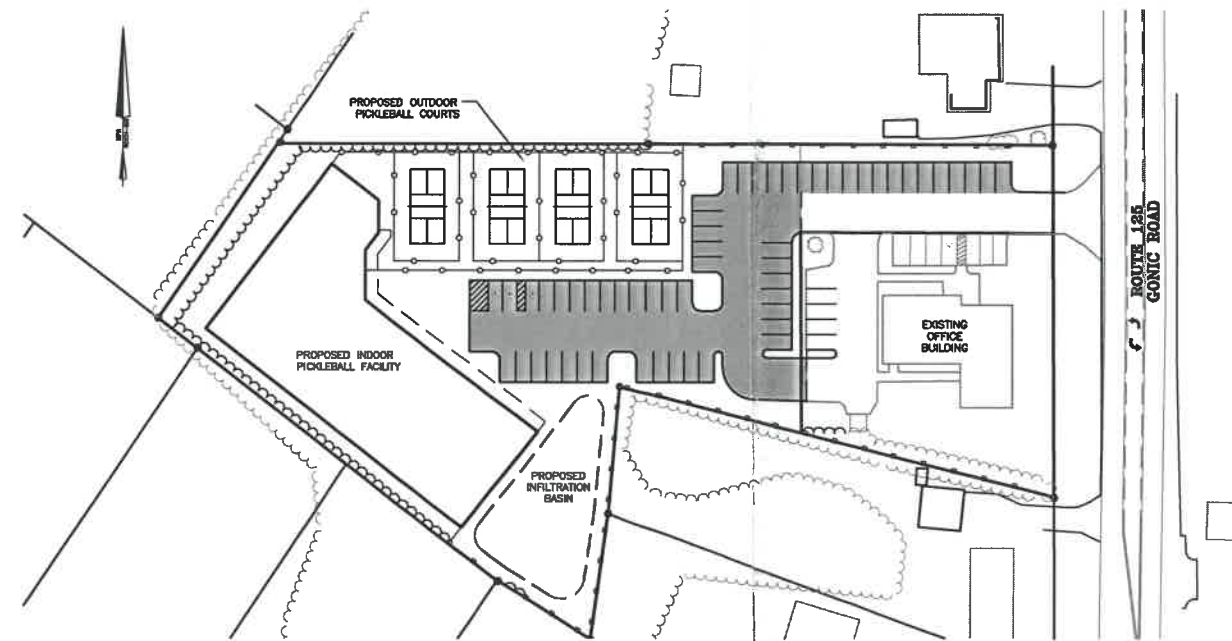 PROPOSED OUTDOOR
PICKLEBALL COURTS
PROPOSED INDOOR
PICKLEBALL FACILITY
PROPOSED
INFILTRATION
BASIN
EXISTING
OFFICE
BUILDING
ROUTE 125
GONIC ROAD